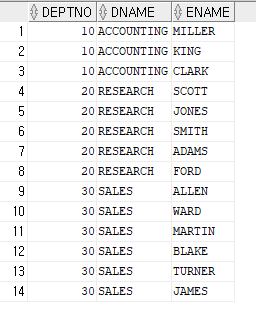 DEPTNO DNAME ENAME
1 10 ACCOUNTING MILLER
2 10 ACCOUNTING KING
3 10 ACCOUNTING CLARK
4 20 RESEARCH SCOTT
5 20 RESEARCH JONES
6 20 RESEARCH SMITH
7 20 RESEARCH ADAMS
8 20 RESEARCH FORD
9 30 SALES ALLEN
10 30 SALES WARD
11 30 SALES MARTIN
12 30 SALES BLAKE
13 30 SALES TURNER
14 30 SALES JAMES